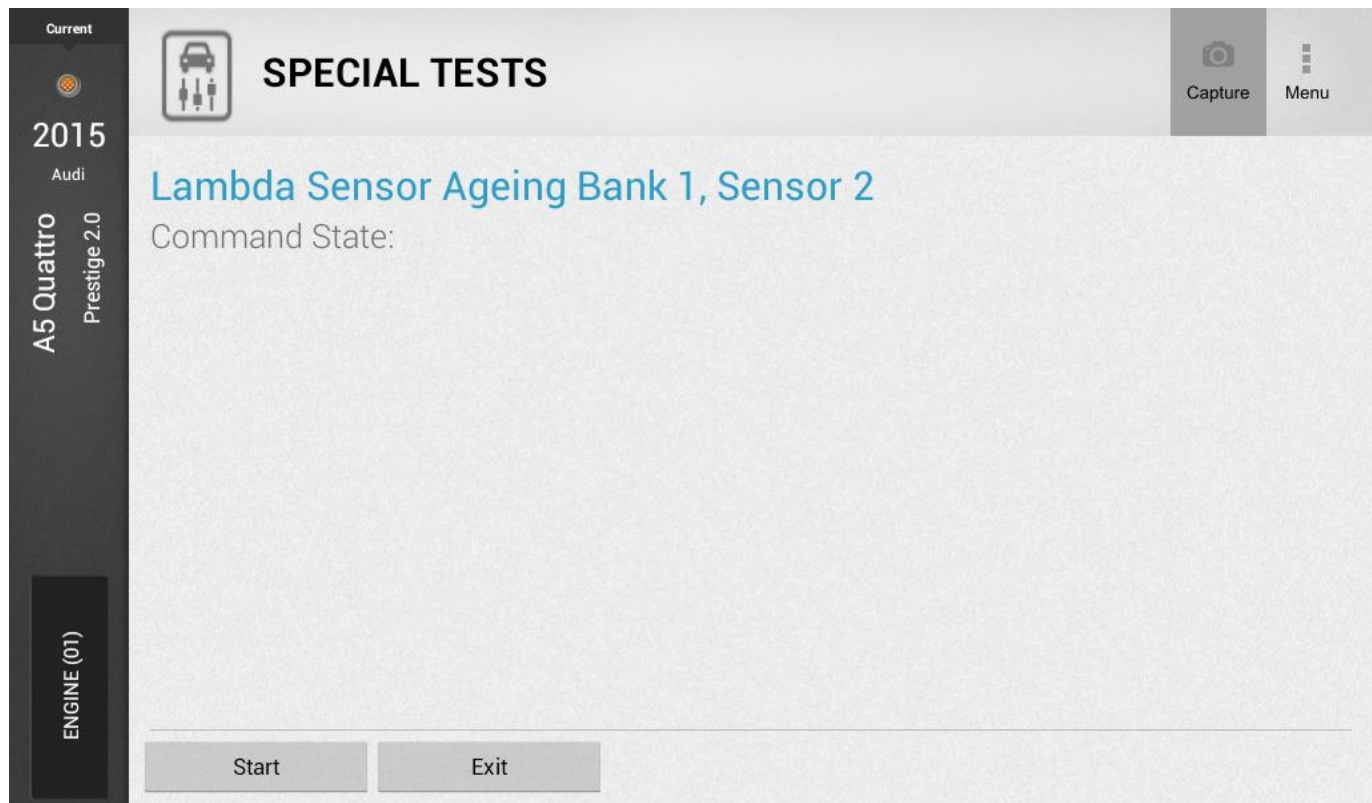 Current
2015
Audi
A5 Quattro
Prestige 2.0
ENGINE (01)
SPECIAL TESTS
Capture
Menu
Lambda Sensor Ageing Bank 1, Sensor 2
Command State:
Start
Exit